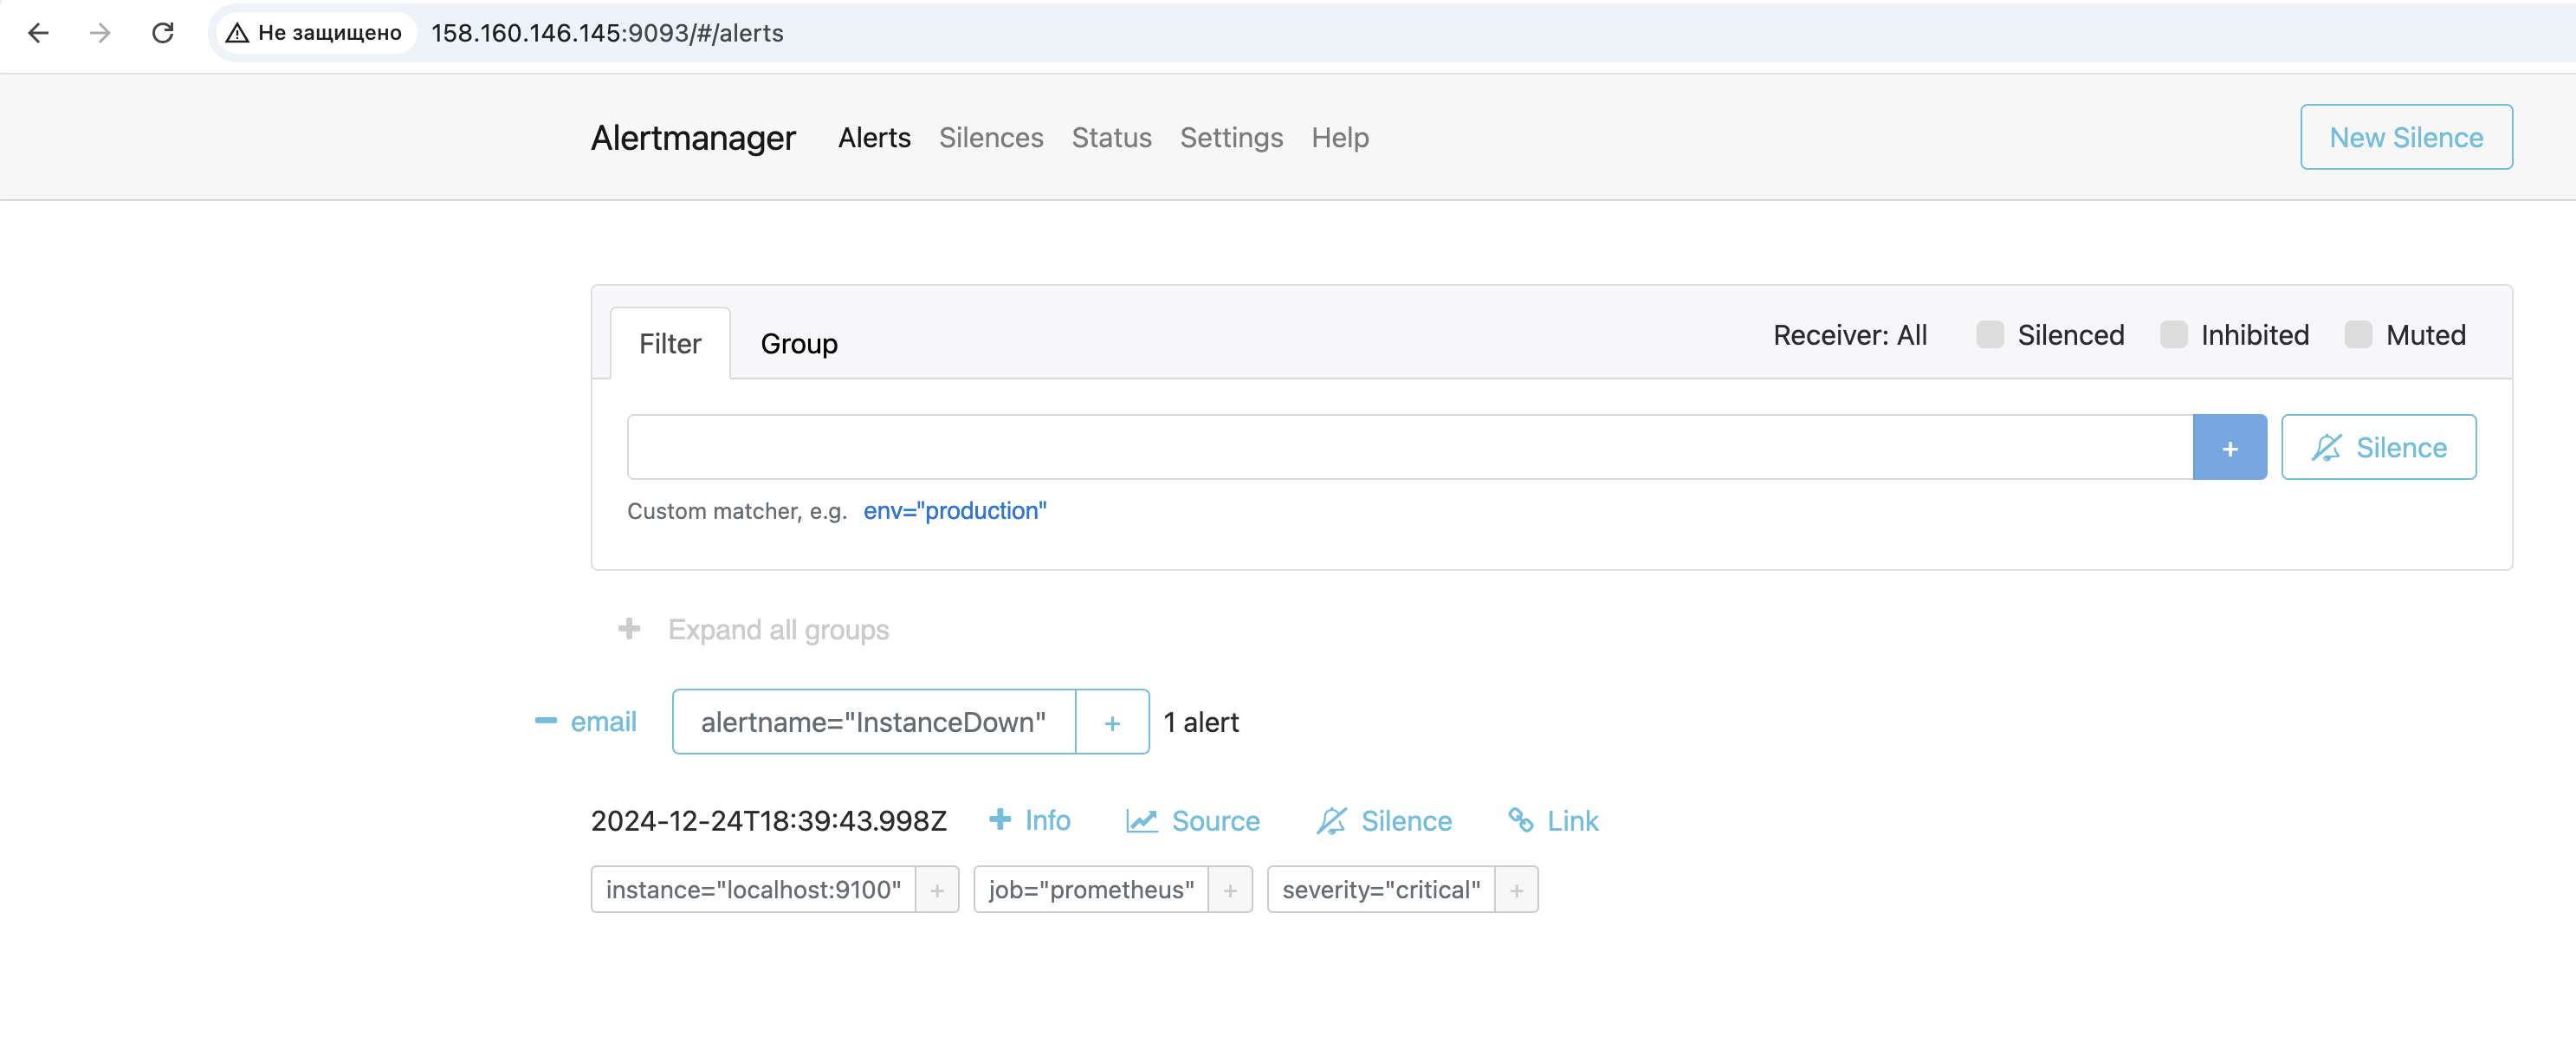 Не защищено 158.160.146.145:9093/#/alerts
Alertmanager Alerts Silences Status Settings Help New Silence
Filter Group Receiver: All Silenced Inhibited Muted
+ Silence
Custom matcher, e.g. env="production"
+ Expand all groups
− email alertname="InstanceDown" + 1 alert
2024-12-24T18:39:43.998Z + Info Source Silence Link
instance="localhost:9100" + job="prometheus" + severity="critical" +